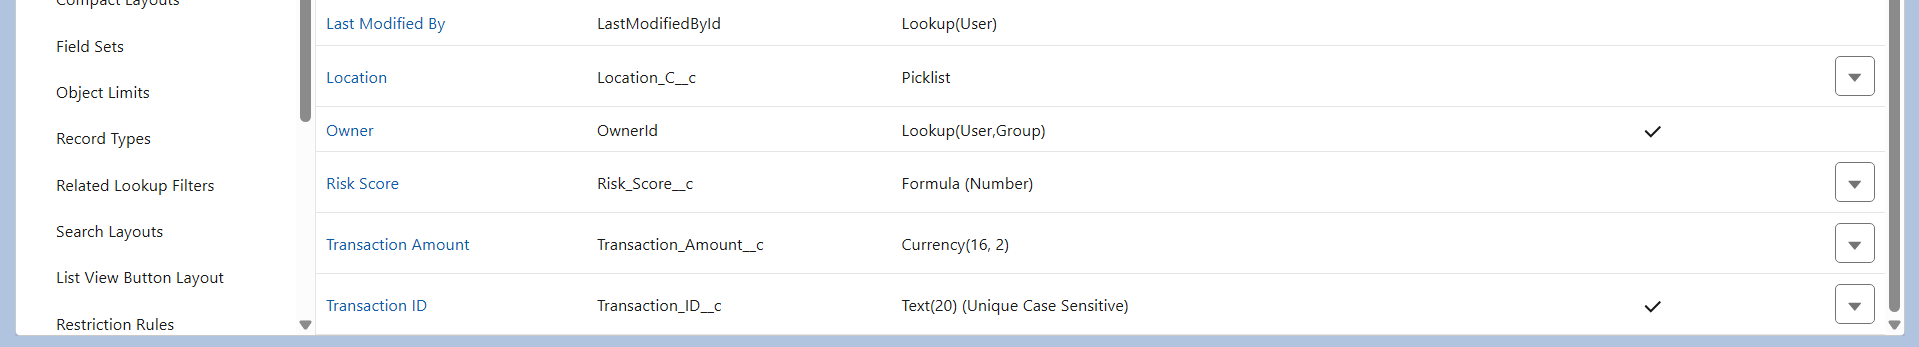 Compact Layouts
Field Sets
Object Limits
Record Types
Related Lookup Filters
Search Layouts
List View Button Layout
Restriction Rules
Last Modified By LastModifiedById Lookup(User)
Location Location_C__c Picklist
Owner OwnerId Lookup(User,Group)
Risk Score Risk_Score__c Formula (Number)
Transaction Amount Transaction_Amount__c Currency(16, 2)
Transaction ID Transaction_ID__c Text(20) (Unique Case Sensitive)